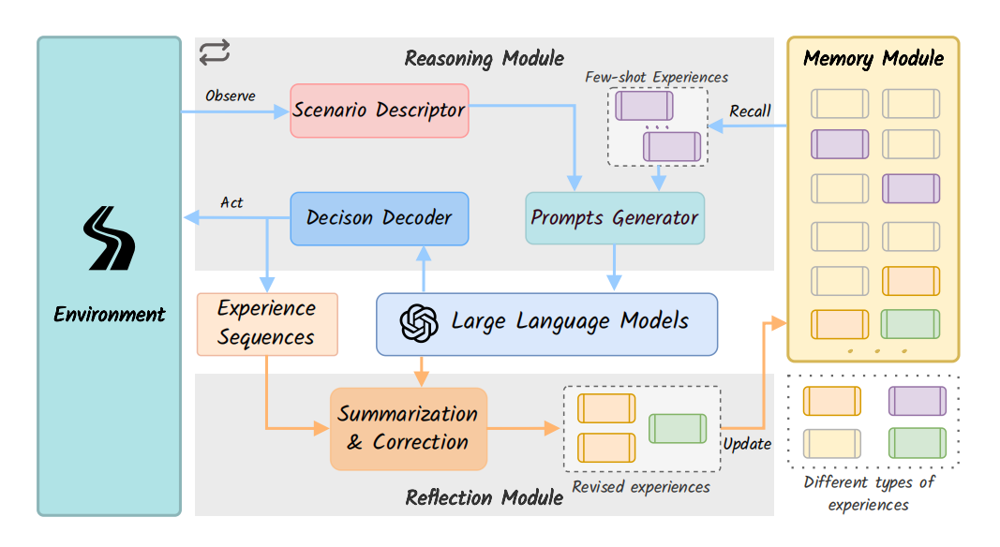 Reasoning Module
Memory Module
Few-shot Experiences
Observe
Scenario Descriptor
Recall
Act
Decison Decoder
Prompts Generator
Environment
Experience
Sequences
Large Language Models
Summarization
& Correction
Update
Revised experiences
Reflection Module
Different types of
experiences